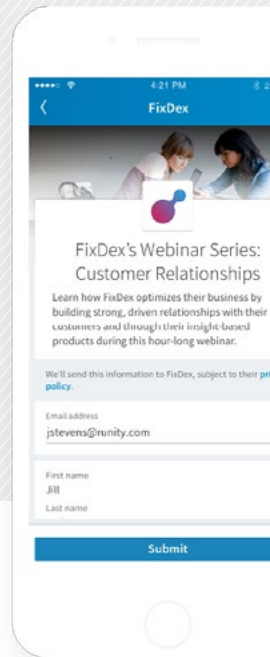 4:21 PM
FixDex
FixDex's Webinar Series:
Customer Relationships
Learn how FixDex optimizes their business by
building strong, driven relationships with their
customers and through their insight-based
products during this hour-long webinar.
We'll send this information to FixDex, subject to their
policy.
Email address
jstevens@runity.com
First name
Jill
Last name
Submit